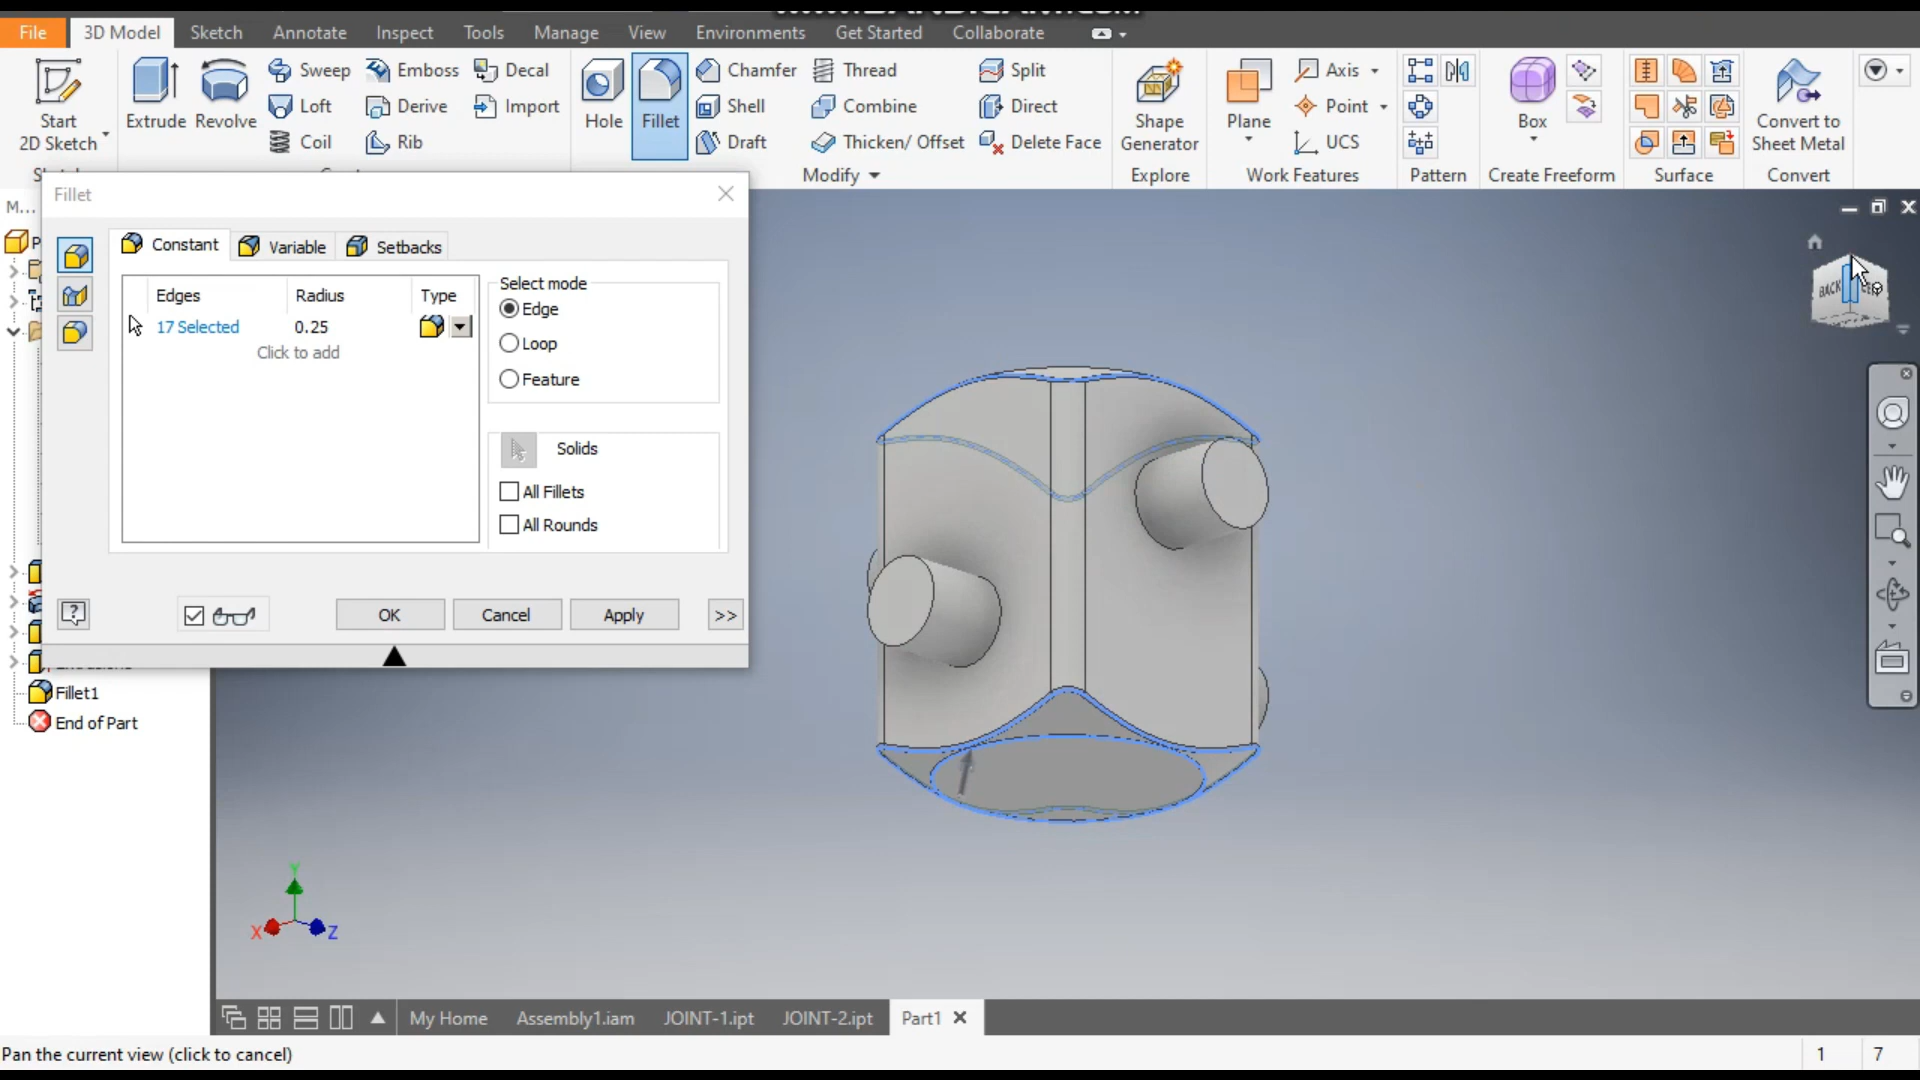 File 3D Model Sketch Annotate Inspect Tools Manage View Environments Get Started Collaborate
Start
2D Sketch
Extrude
Revolve
Sweep
Loft
Coil
Emboss
Derive
Rib
Decal
Import
Hole
Fillet
Chamfer
Shell
Draft
Thread
Combine
Thicken/ Offset
Split
Direct
Delete Face
Shape
Generator
Plane
Axis
Point
UCS
Box
Convert to
Sheet Metal
Modify
Explore
Work Features
Pattern
Create Freeform
Surface
Convert
M...
Fillet
Constant Variable Setbacks
Edges Radius Type
17 Selected 0.25
Click to add
Select mode
Edge
Loop
Feature
Solids
All Fillets
All Rounds
OK Cancel Apply >>
Fillet1
End of Part
BACK
X Y Z
My Home Assembly1.iam JOINT-1.ipt JOINT-2.ipt Part1
Pan the current view (click to cancel) 1 7